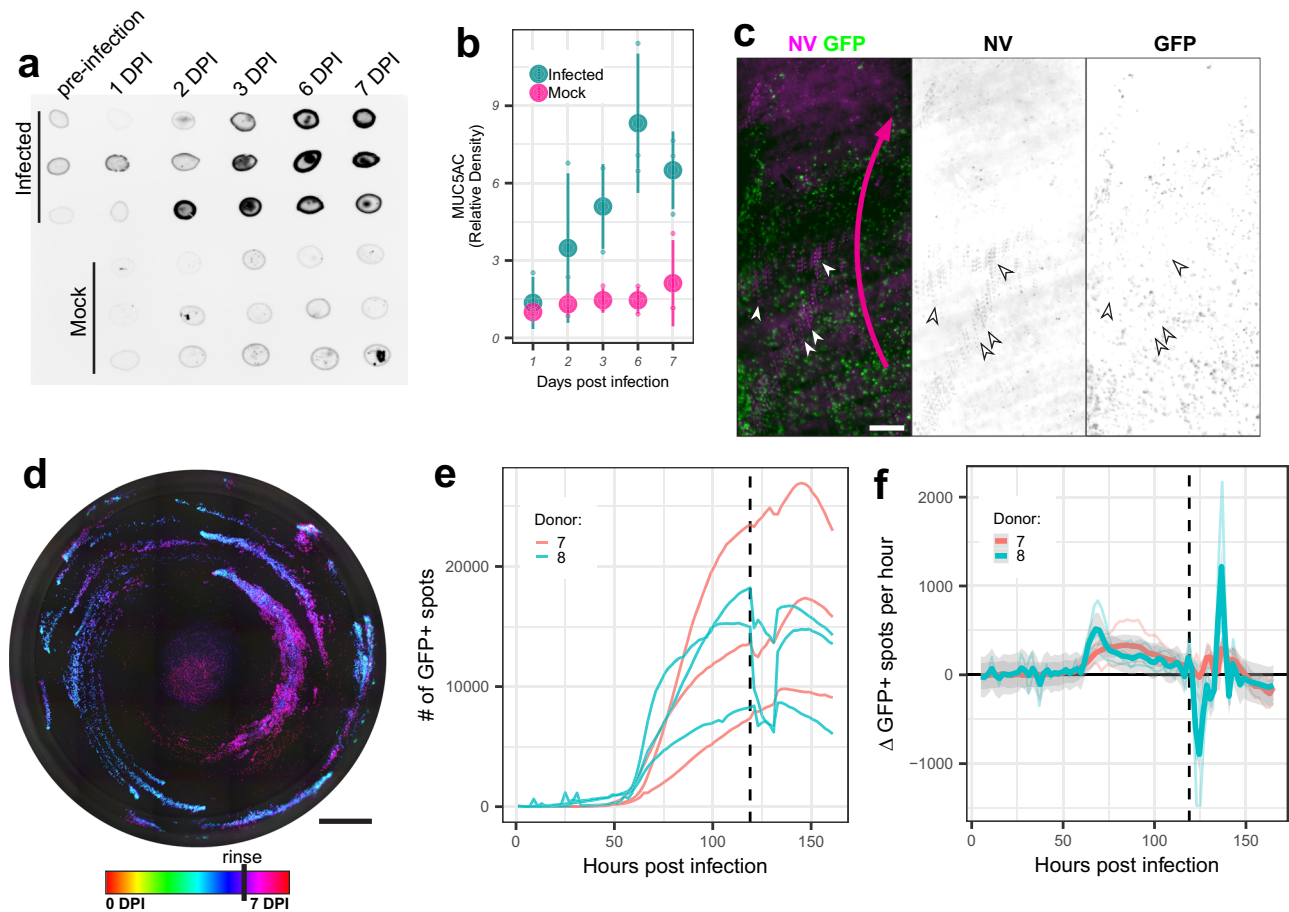 a
pre-infection
1 DPI
2 DPI
3 DPI
6 DPI
7 DPI
Infected
Mock
b
Infected
Mock
MUC5AC
(Relative Density)
9
6
3
0
1
2
3
6
7
Days post infection
c
NV GFP
NV
GFP
d
rinse
0 DPI
7 DPI
e
Donor:
7
8
# of GFP+ spots
20000
10000
0
0
50
100
150
Hours post infection
f
Donor:
7
8
Δ GFP+ spots per hour
2000
1000
0
−1000
0
50
100
150
Hours post infection